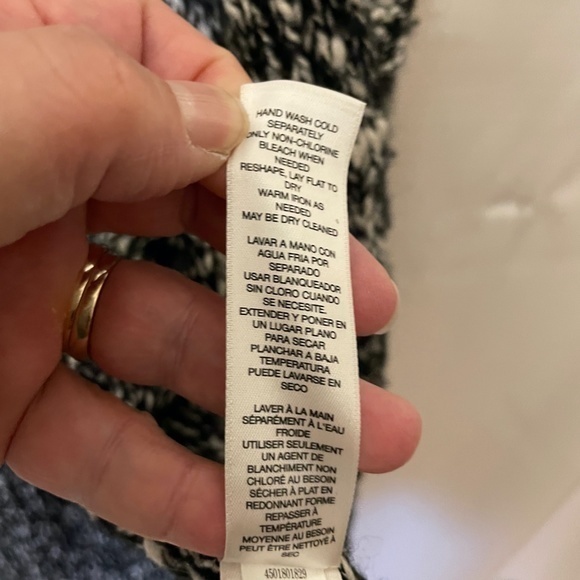 HAND WASH COLD
SEPARATELY
ONLY NON-CHLORINE
BLEACH WHEN
NEEDED
RESHAPE, LAY FLAT TO
DRY
WARM IRON AS
NEEDED
MAY BE DRY CLEANED
LAVAR A MANO CON
AGUA FRIA POR
SEPARADO
USAR BLANQUEADOR
SIN CLORO CUANDO
SE NECESITE.
EXTENDER Y PONER EN
UN LUGAR PLANO
PARA SECAR
PLANCHAR A BAJA
TEMPERATURA
PUEDE LAVARSE EN
SECO
LAVER À LA MAIN
SÉPARÉMENT À L'EAU
FROIDE
UTILISER SEULEMENT
UN AGENT DE
BLANCHIMENT NON
CHLORÉ AU BESOIN
SÉCHER À PLAT EN
REDONNANT FORME
REPASSER À
TEMPÉRATURE
MOYENNE AU BESOIN
PEUT ÊTRE NETTOYÉ À
SEC
4501801829